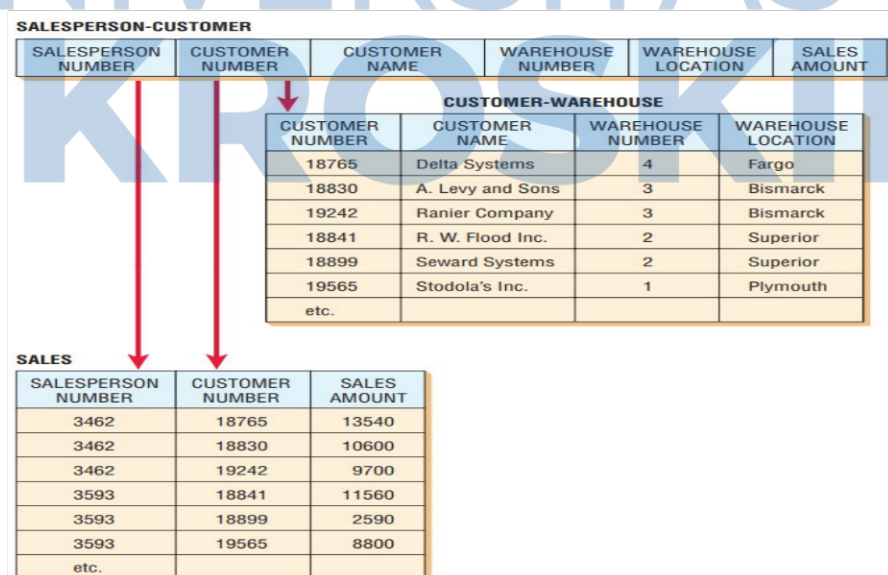 UNIVERSITAS
KROSKI
SALESPERSON-CUSTOMER
SALESPERSON NUMBER CUSTOMER NUMBER CUSTOMER NAME WAREHOUSE NUMBER WAREHOUSE LOCATION SALES AMOUNT
CUSTOMER-WAREHOUSE
CUSTOMER NUMBER CUSTOMER NAME WAREHOUSE NUMBER WAREHOUSE LOCATION
18765 Delta Systems 4 Fargo
18830 A. Levy and Sons 3 Bismarck
19242 Ranier Company 3 Bismarck
18841 R. W. Flood Inc. 2 Superior
18899 Seward Systems 2 Superior
19565 Stodola's Inc. 1 Plymouth
etc.
SALES
SALESPERSON NUMBER CUSTOMER NUMBER SALES AMOUNT
3462 18765 13540
3462 18830 10600
3462 19242 9700
3593 18841 11560
3593 18899 2590
3593 19565 8800
etc.